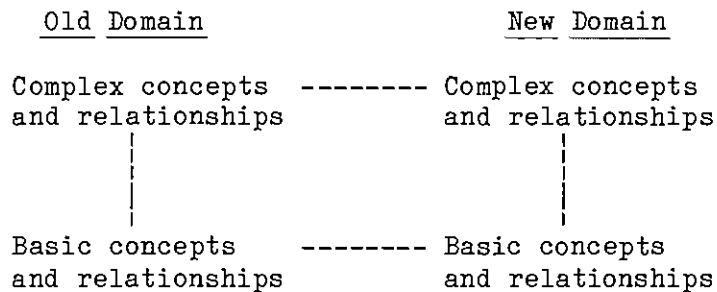 Old Domain New Domain
Complex concepts -------- Complex concepts
and relationships and relationships
Basic concepts -------- Basic concepts
and relationships and relationships